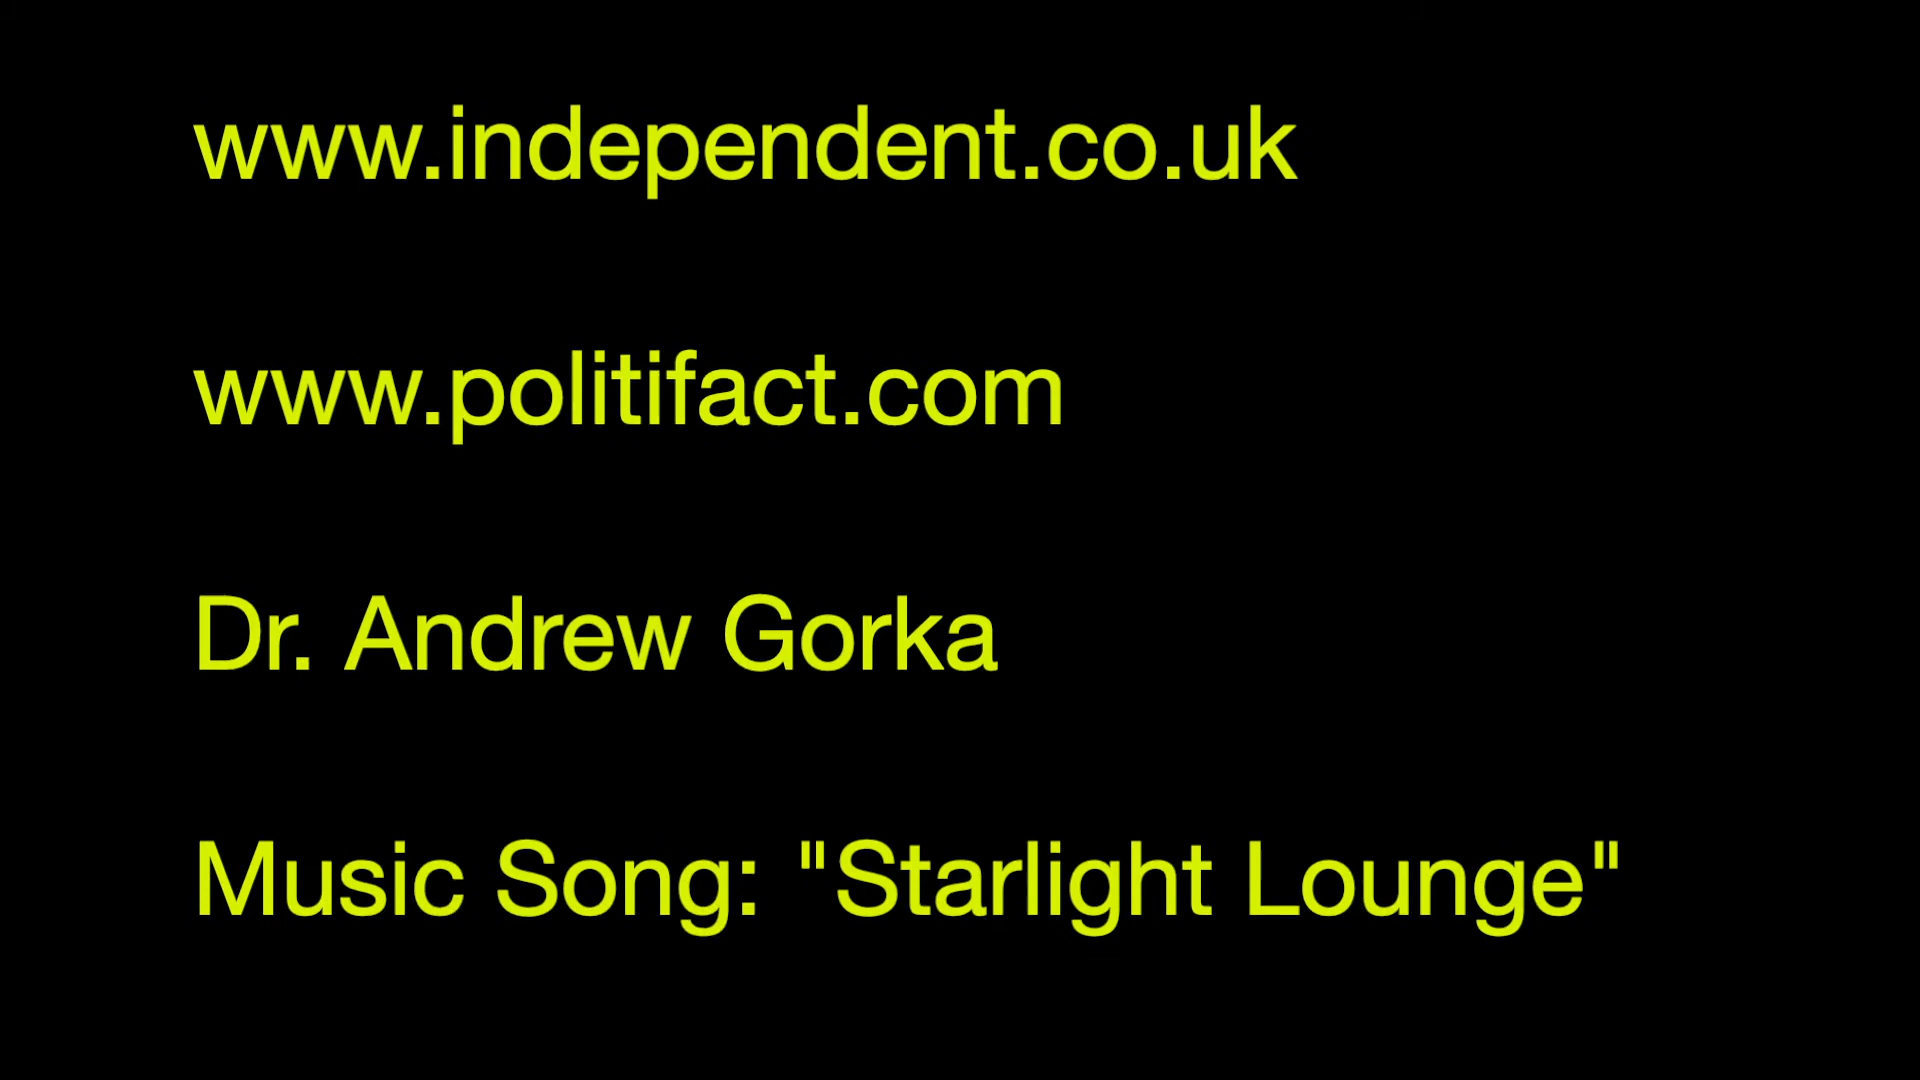 www.independent.co.uk
www.politifact.com
Dr. Andrew Gorka
Music Song: "Starlight Lounge"